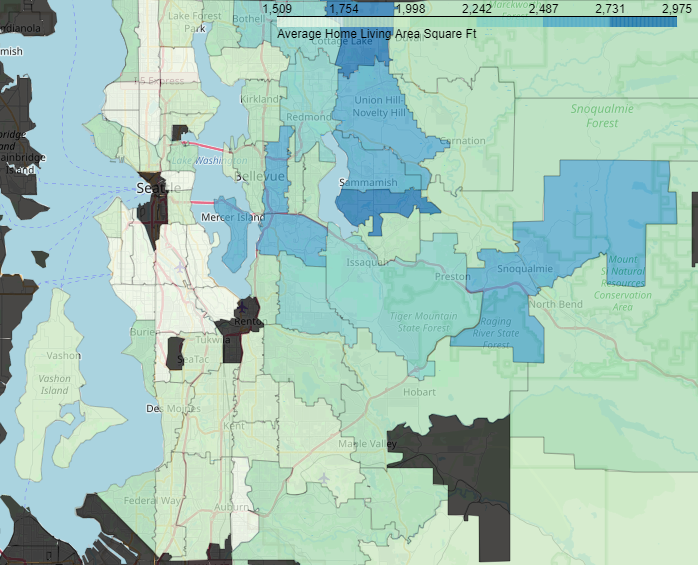 1,509 1,754 1,998 2,242 2,487 2,731 2,975
Average Home Living Area Square Ft
Lake Forest
Park
Bothell
Cottage Lake
Kirkland
Redmond
Union Hill
Novelty Hill
Carnation
Snoqualmie
Forest
Lake Washington
Bellevue
Sammamish
Mercer Island
Issaquah
Preston
Snoqualmie
Mount
Si Natural
Resources
Conservation
Area
North Bend
Tiger Mountain
State Forest
Raging
River State
Forest
Renton
Tukwila
SeaTac
Vashon
Vashon
Island
Des Moines
Kent
Hobart
Maple Valley
Federal Way
Auburn
Island